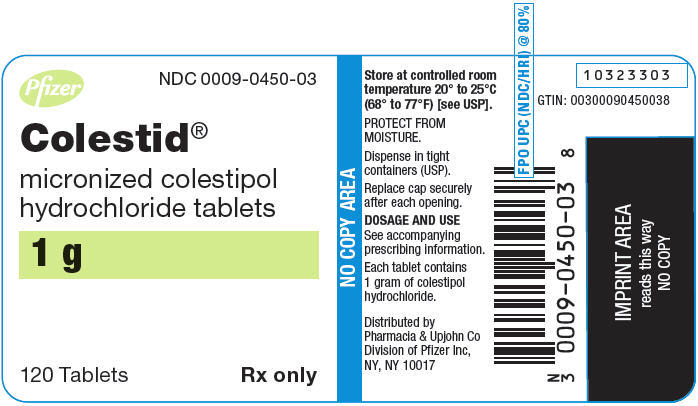 Pfizer
NDC 0009-0450-03
Colestid®
micronized colestipol
hydrochloride tablets
1 g
120 Tablets
Rx only
NO COPY AREA
Store at controlled room
temperature 20° to 25°C
(68° to 77°F) [see USP].
PROTECT FROM
MOISTURE.
Dispense in tight
containers (USP).
Replace cap securely
after each opening.
DOSAGE AND USE
See accompanying
prescribing information.
Each tablet contains
1 gram of colestipol
hydrochloride.
Distributed by
Pharmacia & Upjohn Co
Division of Pfizer Inc,
NY, NY 10017
FPO UPC (NDC/HRI) @ 80%
N
3 0009-0450-03 8
10323303
GTIN: 00300090450038
IMPRINT AREA
reads this way
NO COPY